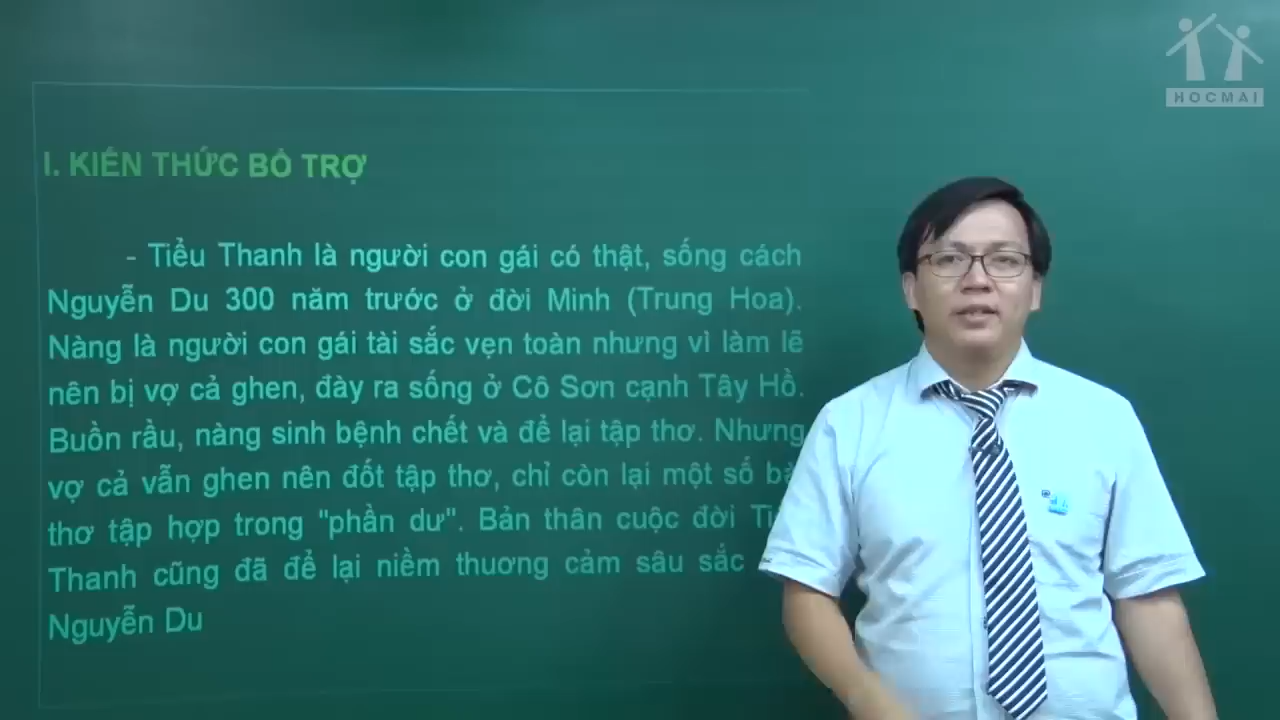 HOCMAI
I. KIẾN THỨC BỔ TRỢ
- Tiểu Thanh là người con gái có thật, sống cách
Nguyễn Du 300 năm trước ở đời Minh (Trung Hoa).
Nàng là người con gái tài sắc vẹn toàn nhưng vì làm lẽ
nên bị vợ cả ghen, đày ra sống ở Cô Sơn cạnh Tây Hồ.
Buồn rầu, nàng sinh bệnh chết và để lại tập thơ. Nhưng
vợ cả vẫn ghen nên đốt tập thơ, chỉ còn lại một số
thơ tập hợp trong "phần dư". Bản thân cuộc đời
Thanh cũng đã để lại niềm thuơng cảm sâu sắc
Nguyễn Du